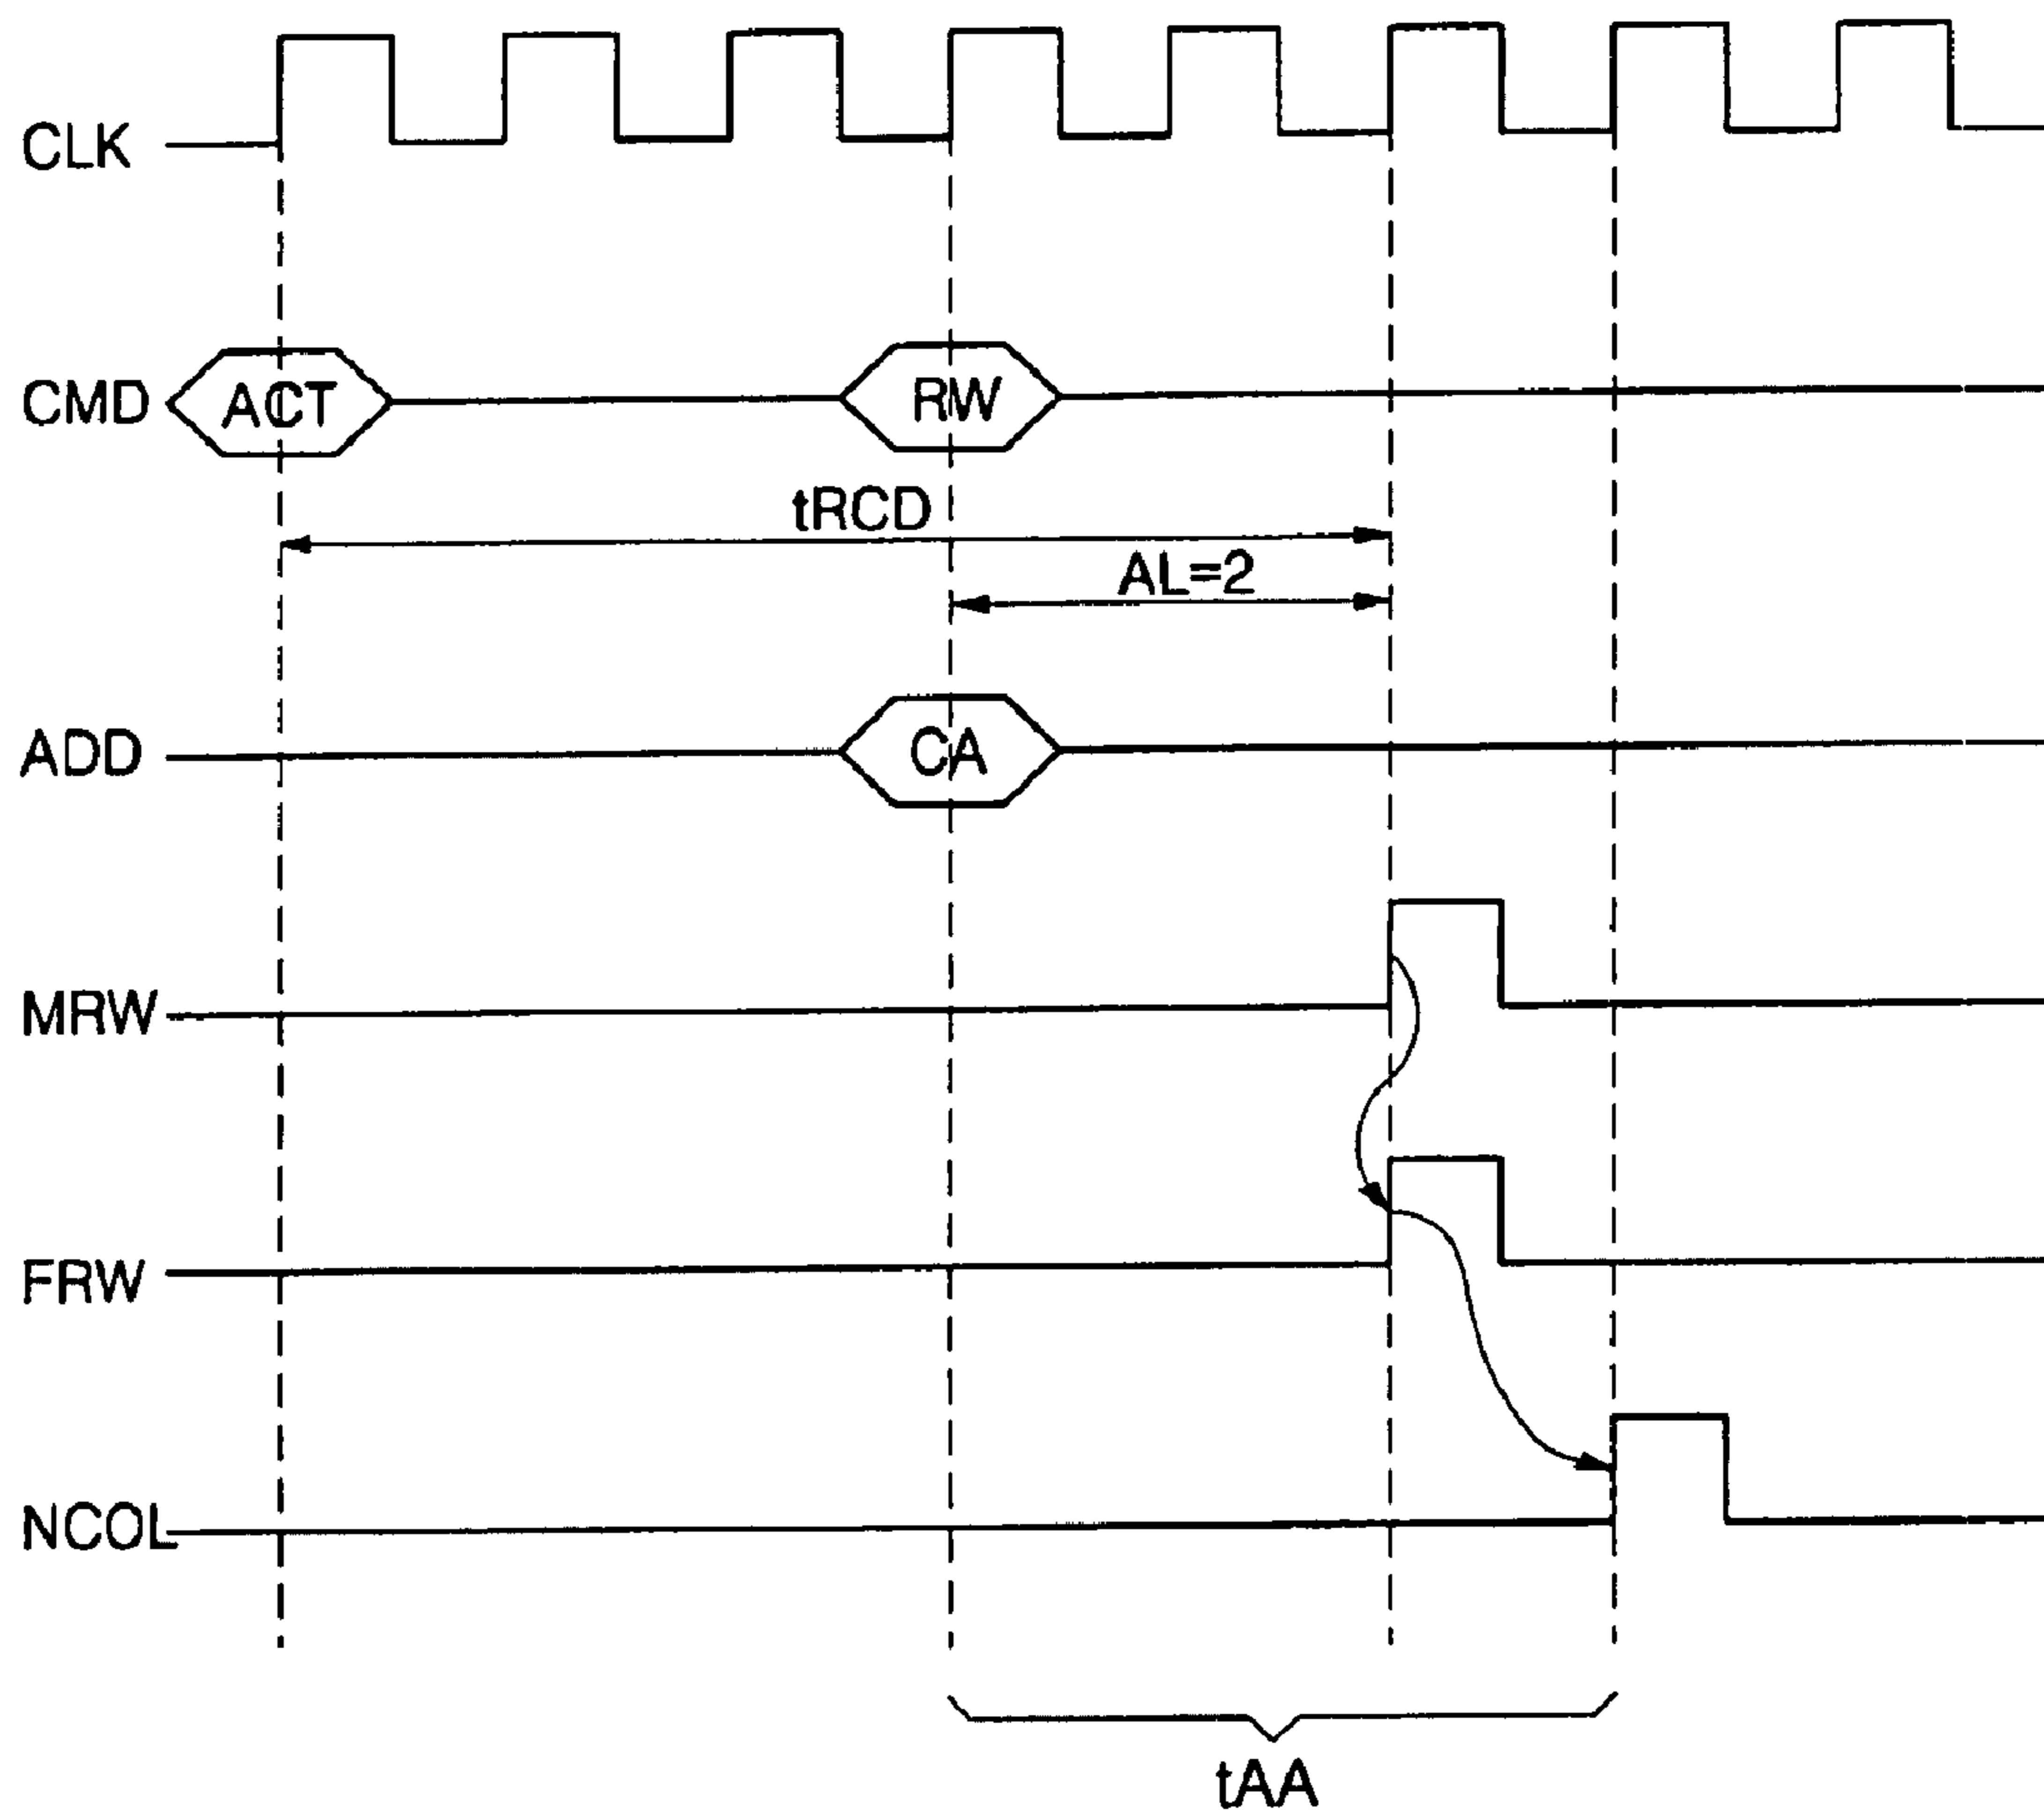 CLK
CMD ACT RW
tRCD
AL=2
ADD CA
MRW
FRW
NCOL
tAA